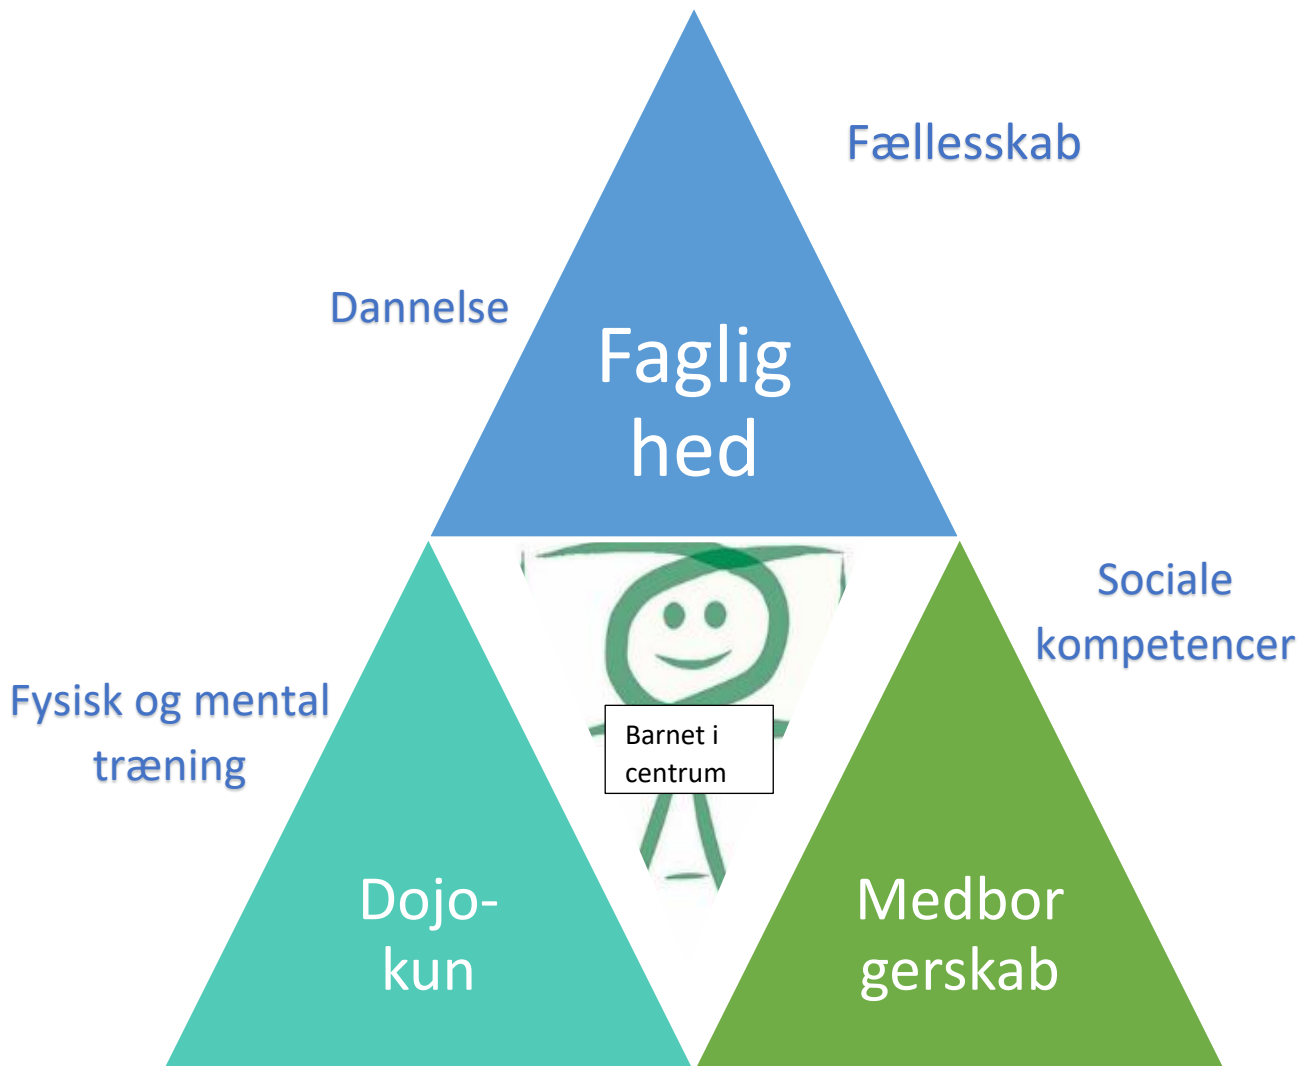 Fællesskab
Dannelse
Faglig
hed
Sociale
kompetencer
Fysisk og mental
træning
Barnet i
centrum
Dojo-
kun
Medbor
gerskab